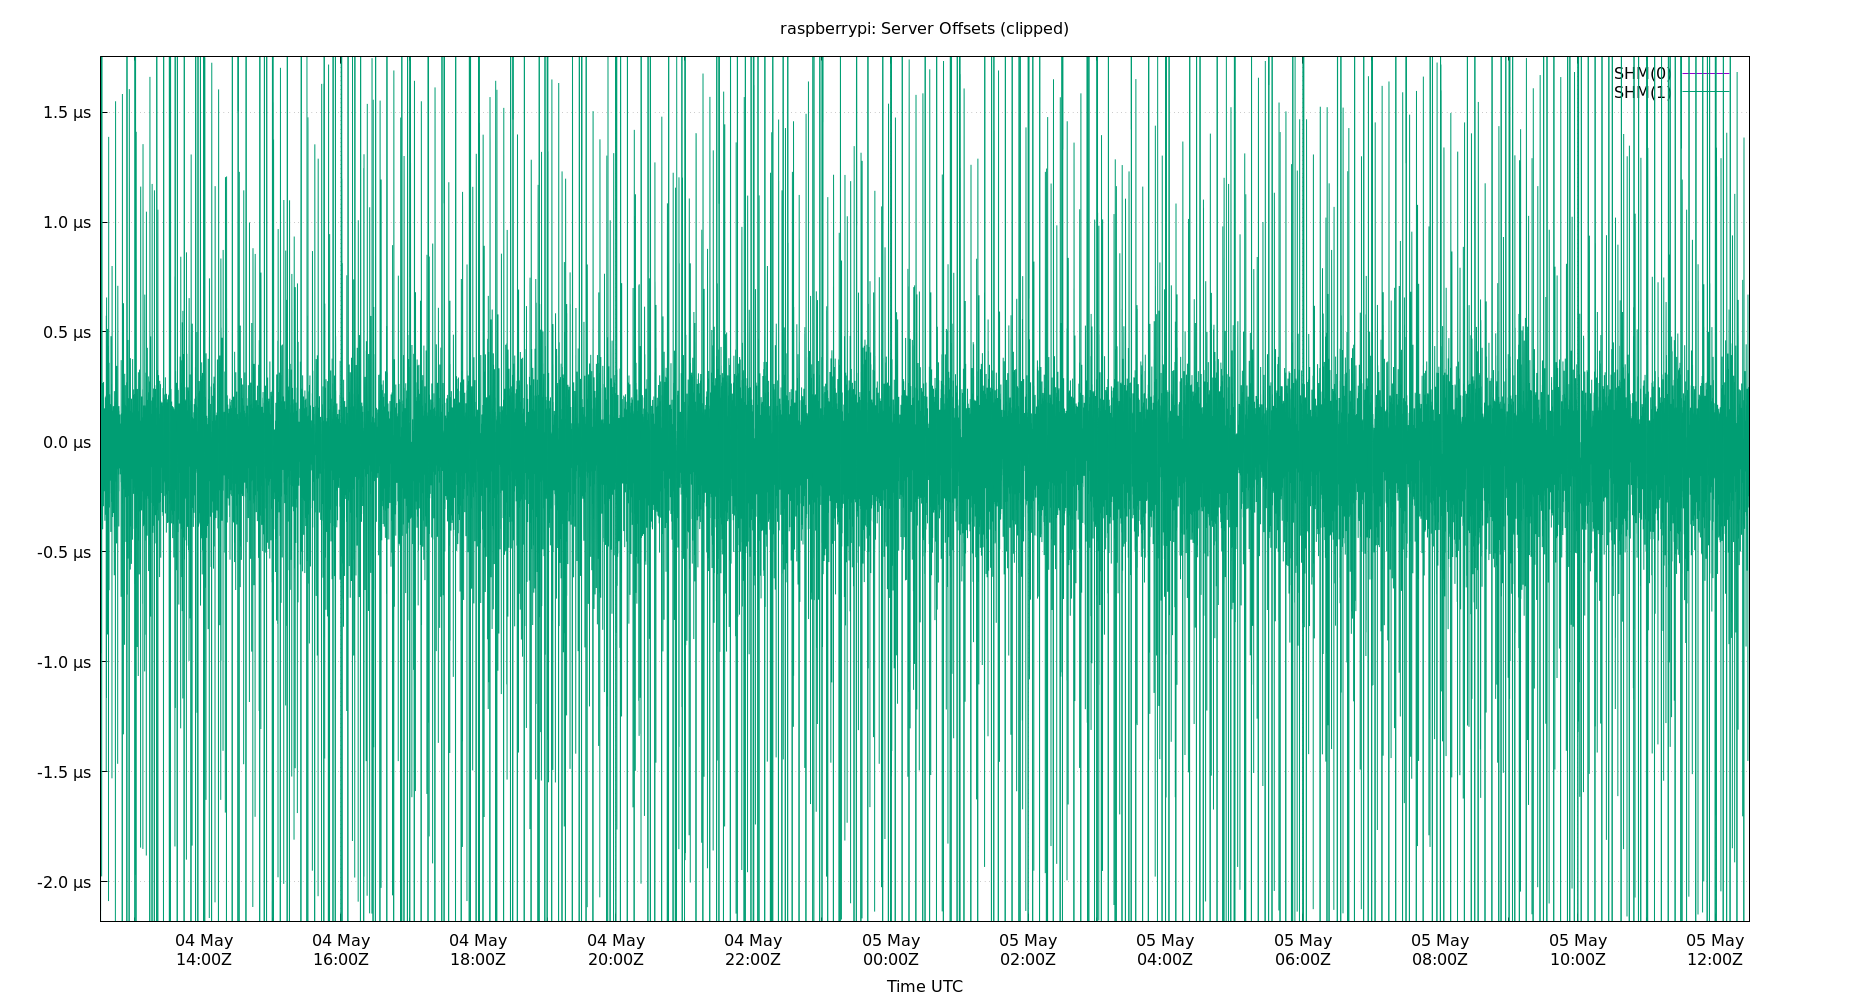 raspberrypi: Server Offsets (clipped)
SHM(0)
SHM(1)
1.5 µs
1.0 µs
0.5 µs
0.0 µs
-0.5 µs
-1.0 µs
-1.5 µs
-2.0 µs
04 May 04 May 04 May 04 May 04 May 05 May 05 May 05 May 05 May 05 May 05 May 05 May
14:00Z 16:00Z 18:00Z 20:00Z 22:00Z 00:00Z 02:00Z 04:00Z 06:00Z 08:00Z 10:00Z 12:00Z
Time UTC